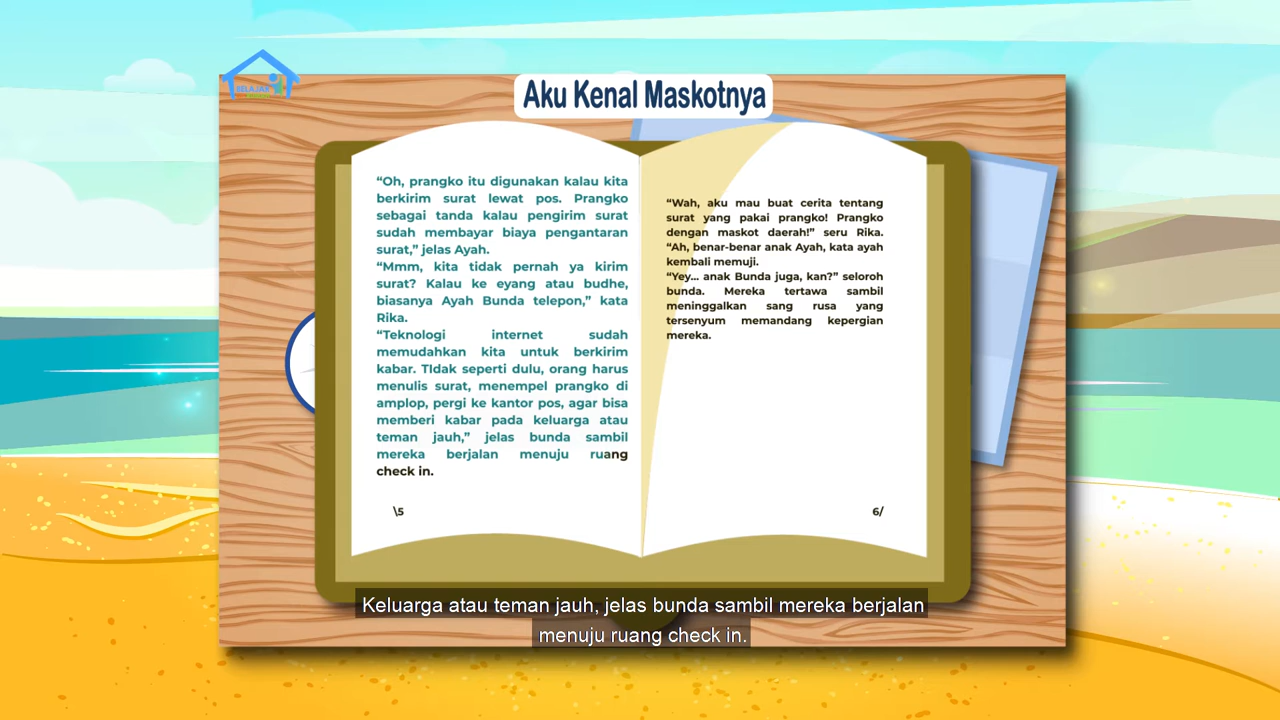 BELAJAR
Aku Kenal Maskotnya
“Oh, prangko itu digunakan kalau kita
berkirim surat lewat pos. Prangko
sebagai tanda kalau pengirim surat
sudah membayar biaya pengantaran
surat,” jelas Ayah.
“Mmm, kita tidak pernah ya kirim
surat? Kalau ke eyang atau budhe,
biasanya Ayah Bunda telepon,” kata
Rika.
“Teknologi internet sudah
memudahkan kita untuk berkirim
kabar. TIdak seperti dulu, orang harus
menulis surat, menempel prangko di
amplop, pergi ke kantor pos, agar bisa
memberi kabar pada keluarga atau
teman jauh,” jelas bunda sambil
mereka berjalan menuju ruang
check in.
\5
“Wah, aku mau buat cerita tentang
surat yang pakai prangko! Prangko
dengan maskot daerah!” seru Rika.
“Ah, benar-benar anak Ayah, kata ayah
kembali memuji.
“Yey... anak Bunda juga, kan?” seloroh
bunda. Mereka tertawa sambil
meninggalkan sang rusa yang
tersenyum memandang kepergian
mereka.
6/
Keluarga atau teman jauh, jelas bunda sambil mereka berjalan
menuju ruang check in.